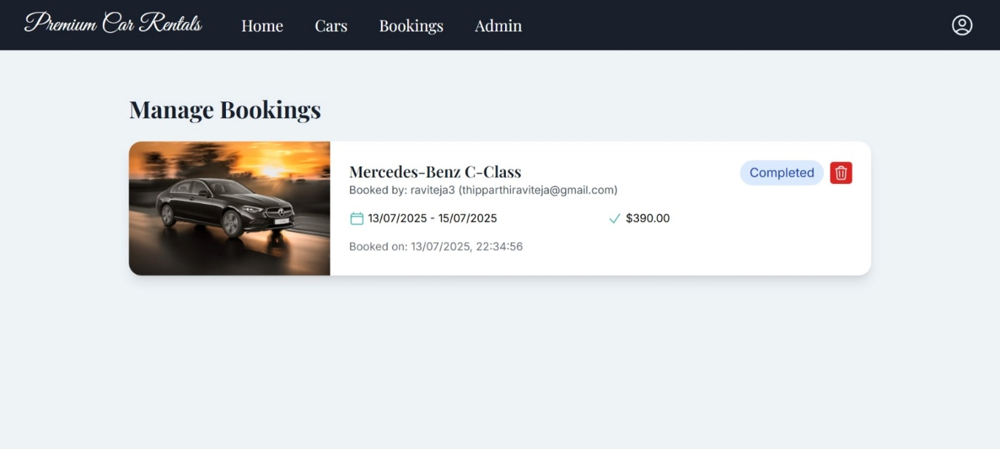 Premium Car Rentals Home Cars Bookings Admin
Manage Bookings
Mercedes-Benz C-Class Completed
Booked by: raviteja3 (thipparthiraviteja@gmail.com)
13/07/2025 - 15/07/2025 $390.00
Booked on: 13/07/2025, 22:34:56